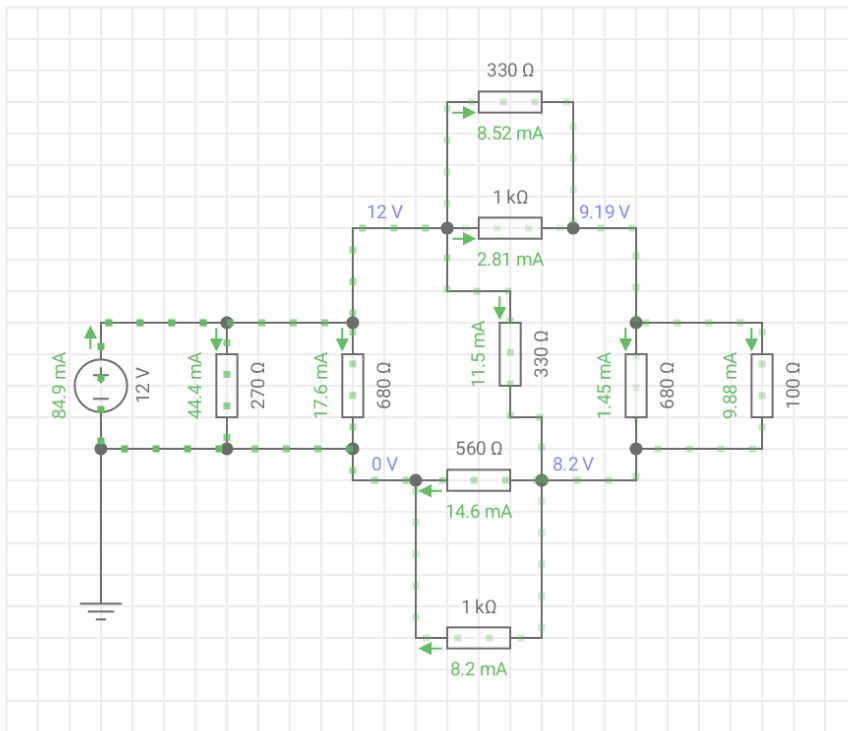 330 Ω
8.52 mA
1 kΩ
12 V
9.19 V
2.81 mA
84.9 mA
12 V
44.4 mA
270 Ω
17.6 mA
680 Ω
11.5 mA
330 Ω
1.45 mA
680 Ω
9.88 mA
100 Ω
560 Ω
0 V
8.2 V
14.6 mA
1 kΩ
8.2 mA